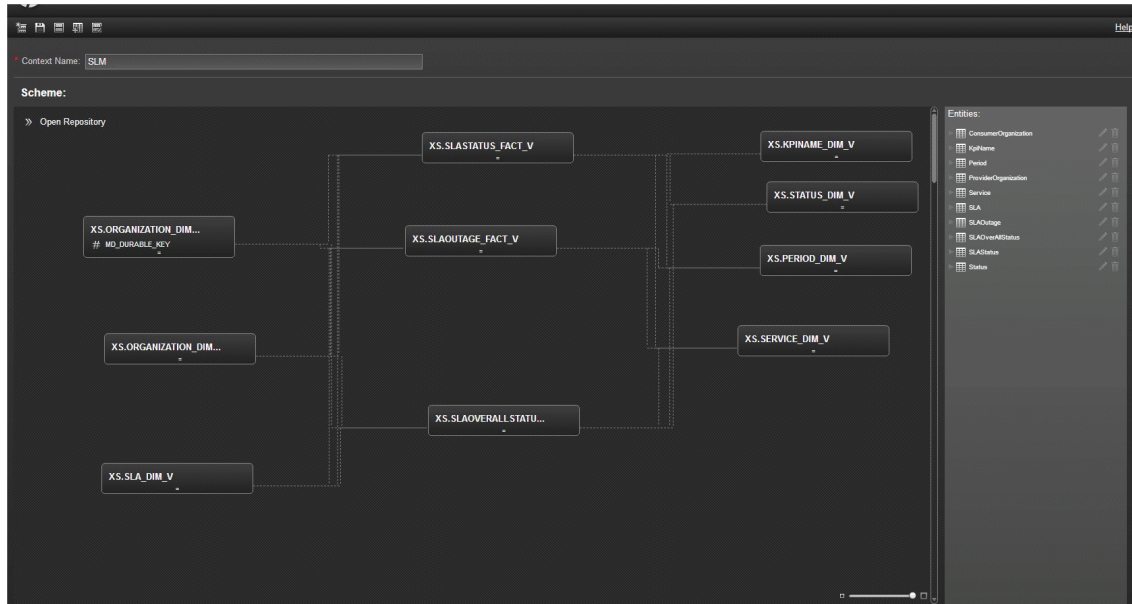 Help
* Context Name: SLM
Scheme:
» Open Repository
XS.SLASTATUS_FACT_V
XS.KPINAME_DIM_V
XS.STATUS_DIM_V
XS.ORGANIZATION_DIM...
# MD_DURABLE_KEY
XS.SLAOUTAGE_FACT_V
XS.PERIOD_DIM_V
XS.ORGANIZATION_DIM...
XS.SERVICE_DIM_V
XS.SLAOVERALLSTATU...
XS.SLA_DIM_V
Entities:
ConsumerOrganization
KpiName
Period
ProviderOrganization
Service
SLA
SLAOutage
SLAOverAllStatus
SLAStatus
Status